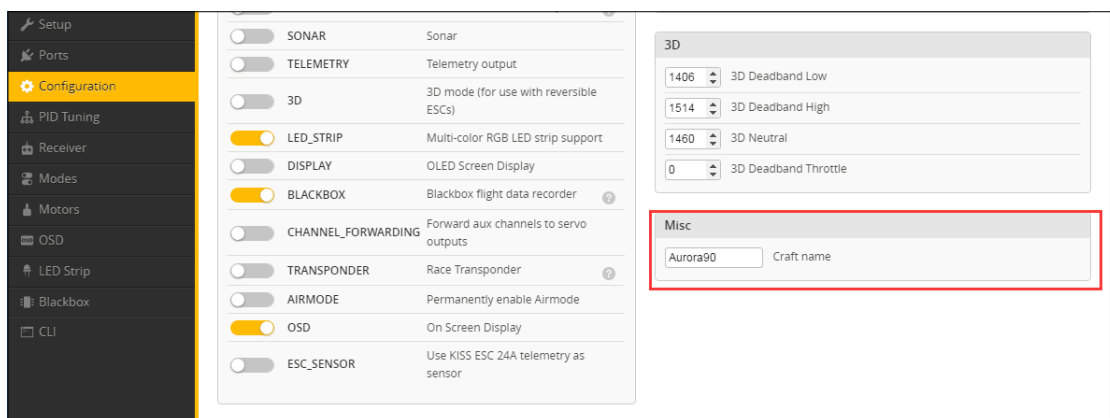 Setup
Ports
Configuration
PID Tuning
Receiver
Modes
Motors
OSD
LED Strip
Blackbox
CLI
SONAR Sonar
TELEMETRY Telemetry output
3D 3D mode (for use with reversible
ESCs)
LED_STRIP Multi-color RGB LED strip support
DISPLAY OLED Screen Display
BLACKBOX Blackbox flight data recorder ?
CHANNEL_FORWARDING Forward aux channels to servo
outputs
TRANSPONDER Race Transponder ?
AIRMODE Permanently enable Airmode
OSD On Screen Display
ESC_SENSOR Use KISS ESC 24A telemetry as
sensor
3D
1406 3D Deadband Low
1514 3D Deadband High
1460 3D Neutral
0 3D Deadband Throttle
Misc
Aurora90 Craft name